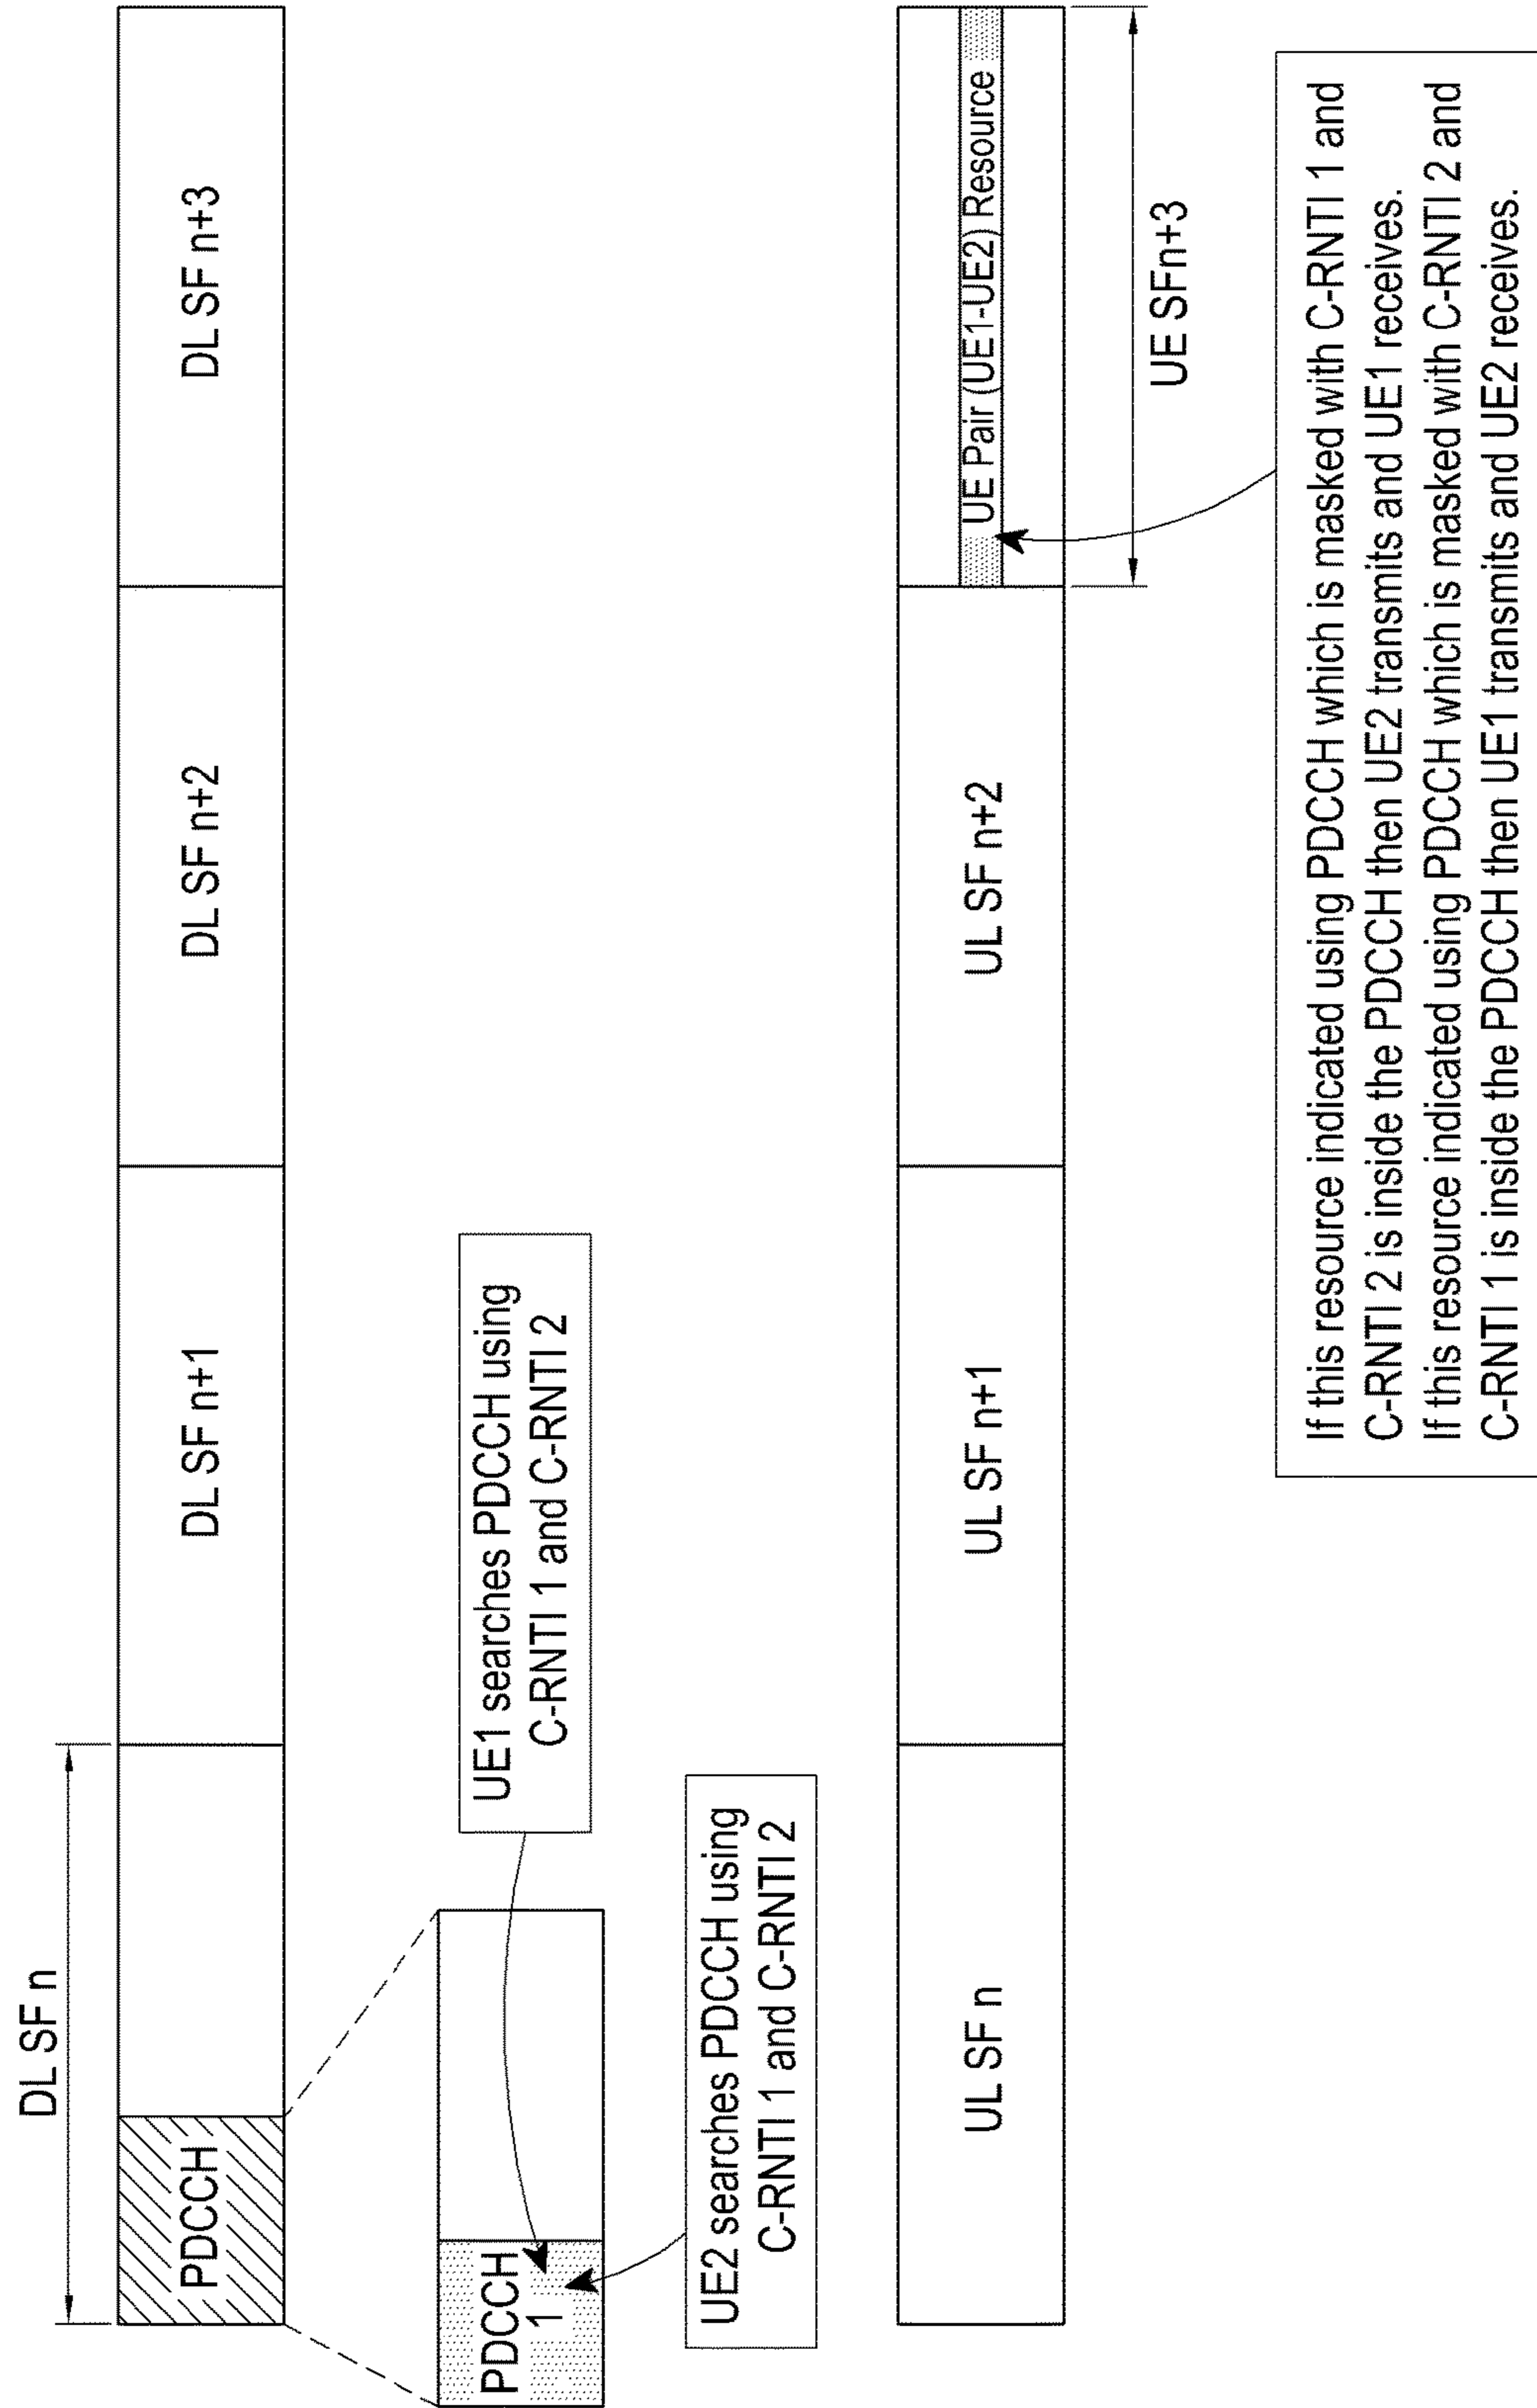 DL SF n
PDCCH
DL SF n+1
DL SF n+2
DL SF n+3
PDCCH
1
UE1 searches PDCCH using
C-RNTI 1 and C-RNTI 2
UE2 searches PDCCH using
C-RNTI 1 and C-RNTI 2
UL SF n
UL SF n+1
UL SF n+2
UE Pair (UE1-UE2) Resource
UE SFn+3
If this resource indicated using PDCCH which is masked with C-RNTI 1 and
C-RNTI 2 is inside the PDCCH then UE2 transmits and UE1 receives.
If this resource indicated using PDCCH which is masked with C-RNTI 2 and
C-RNTI 1 is inside the PDCCH then UE1 transmits and UE2 receives.